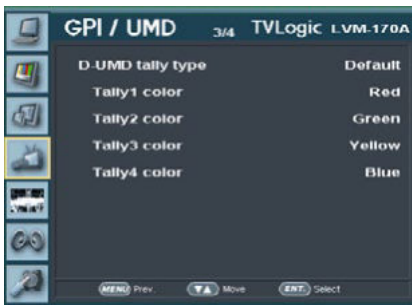 GPI / UMD 3/4 TVLogic LVM-170A
D-UMD tally type Default
Tally1 color Red
Tally2 color Green
Tally3 color Yellow
Tally4 color Blue
MENU Prev. ▼▲ Move ENT. Select